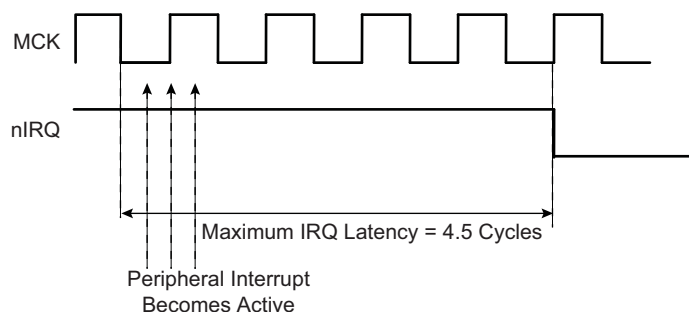 MCK
nIRQ
Maximum IRQ Latency = 4.5 Cycles
Peripheral Interrupt
Becomes Active